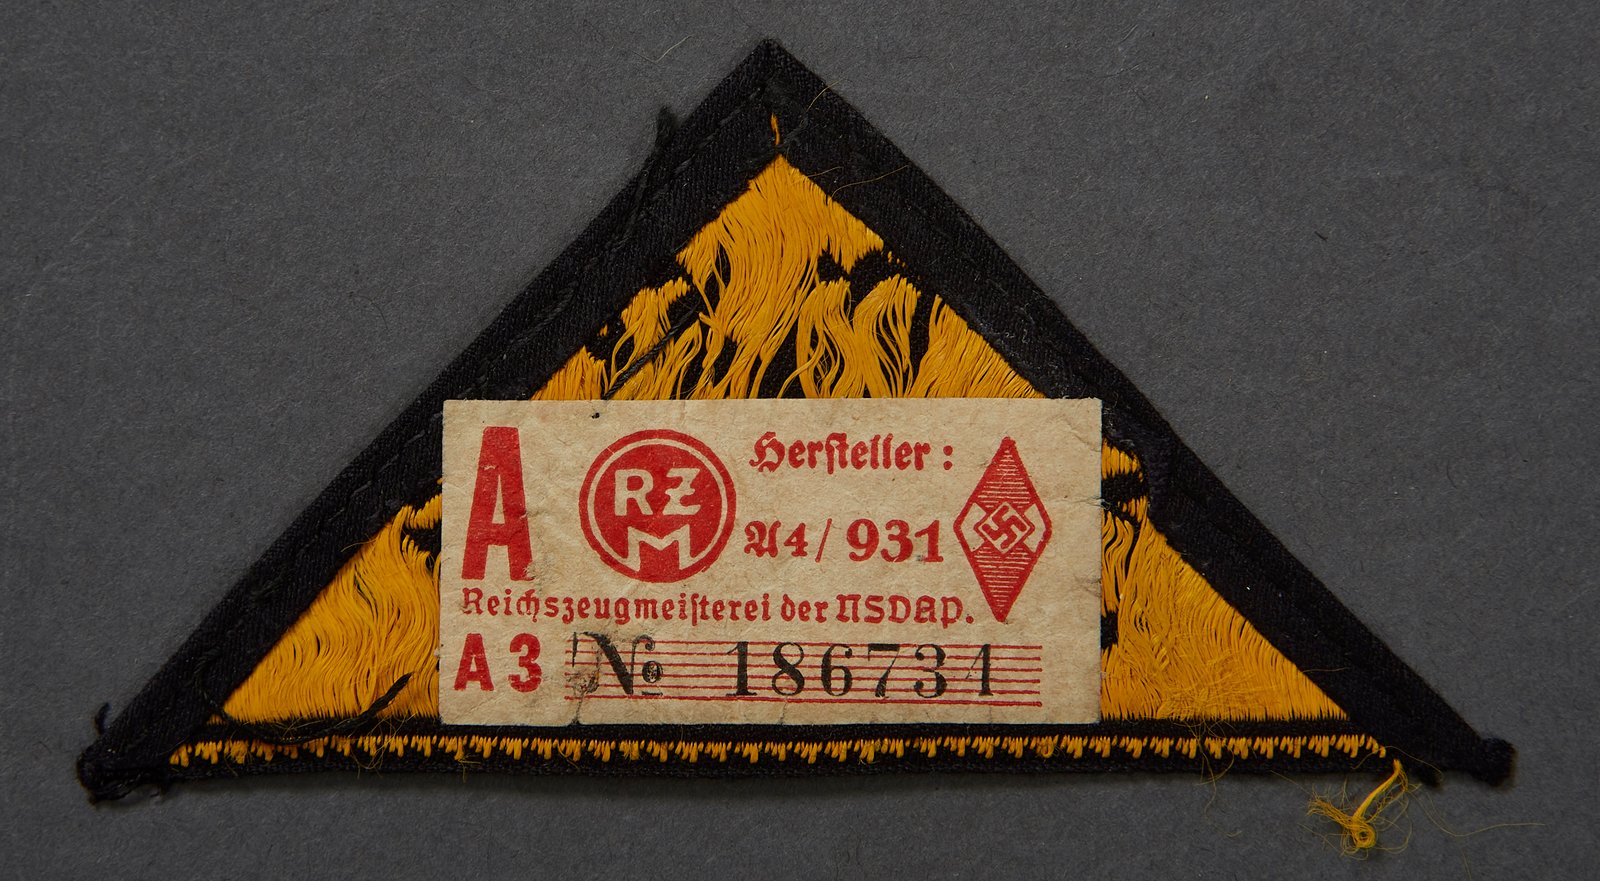 A
RZM
Hersteller:
A4/931
Reichszeugmeisterei der NSDAP.
A3 No 186734